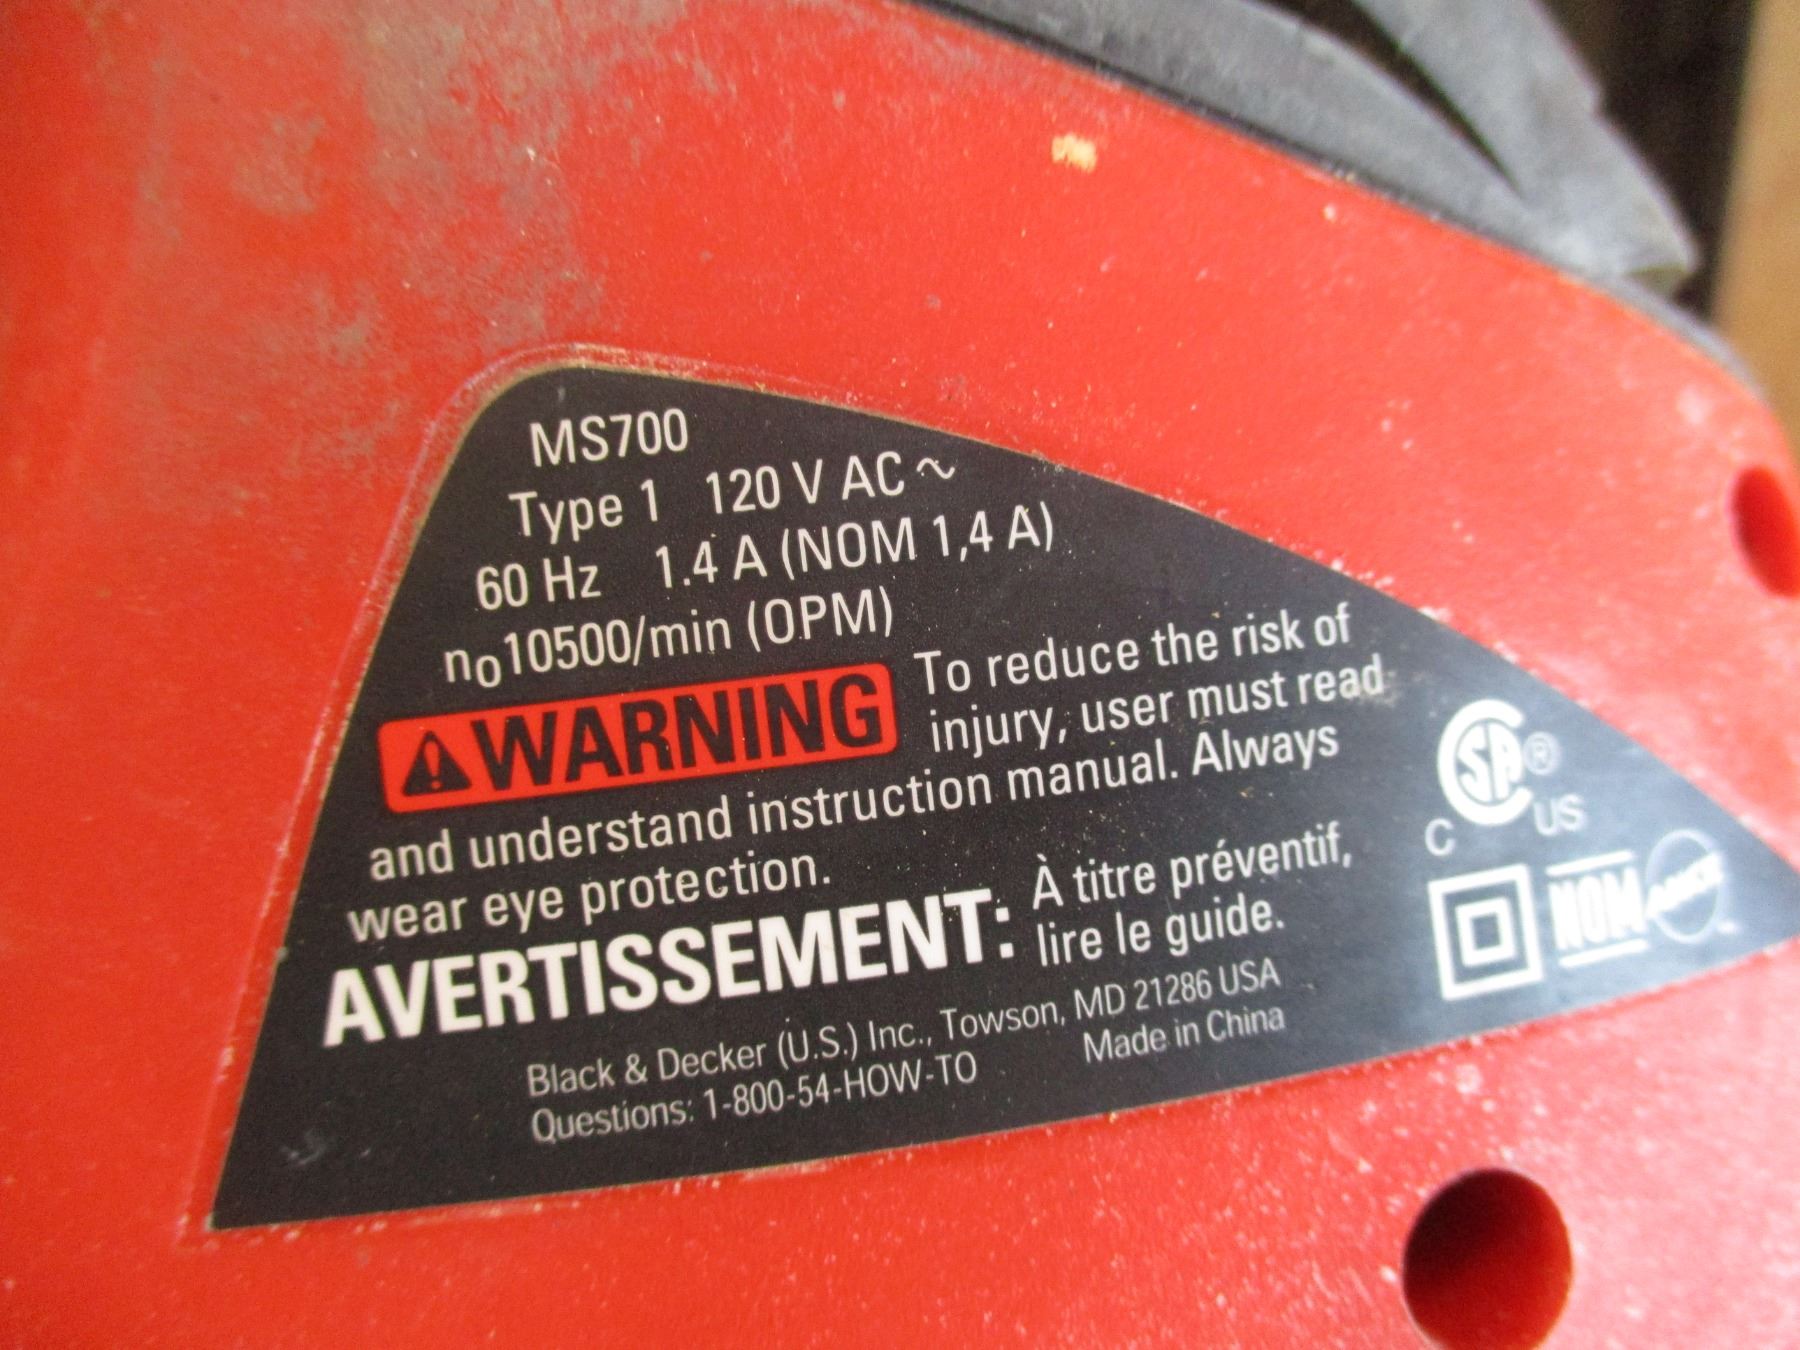 MS700
Type 1 120 V AC ~
60 Hz 1.4 A (NOM 1,4 A)
no 10500/min (OPM)
WARNING To reduce the risk of
injury, user must read
and understand instruction manual. Always
wear eye protection.
AVERTISSEMENT: À titre préventif,
lire le guide.
Black & Decker (U.S.) Inc., Towson, MD 21286 USA
Questions: 1-800-54-HOW-TO Made in China
C SA ® US
NOM